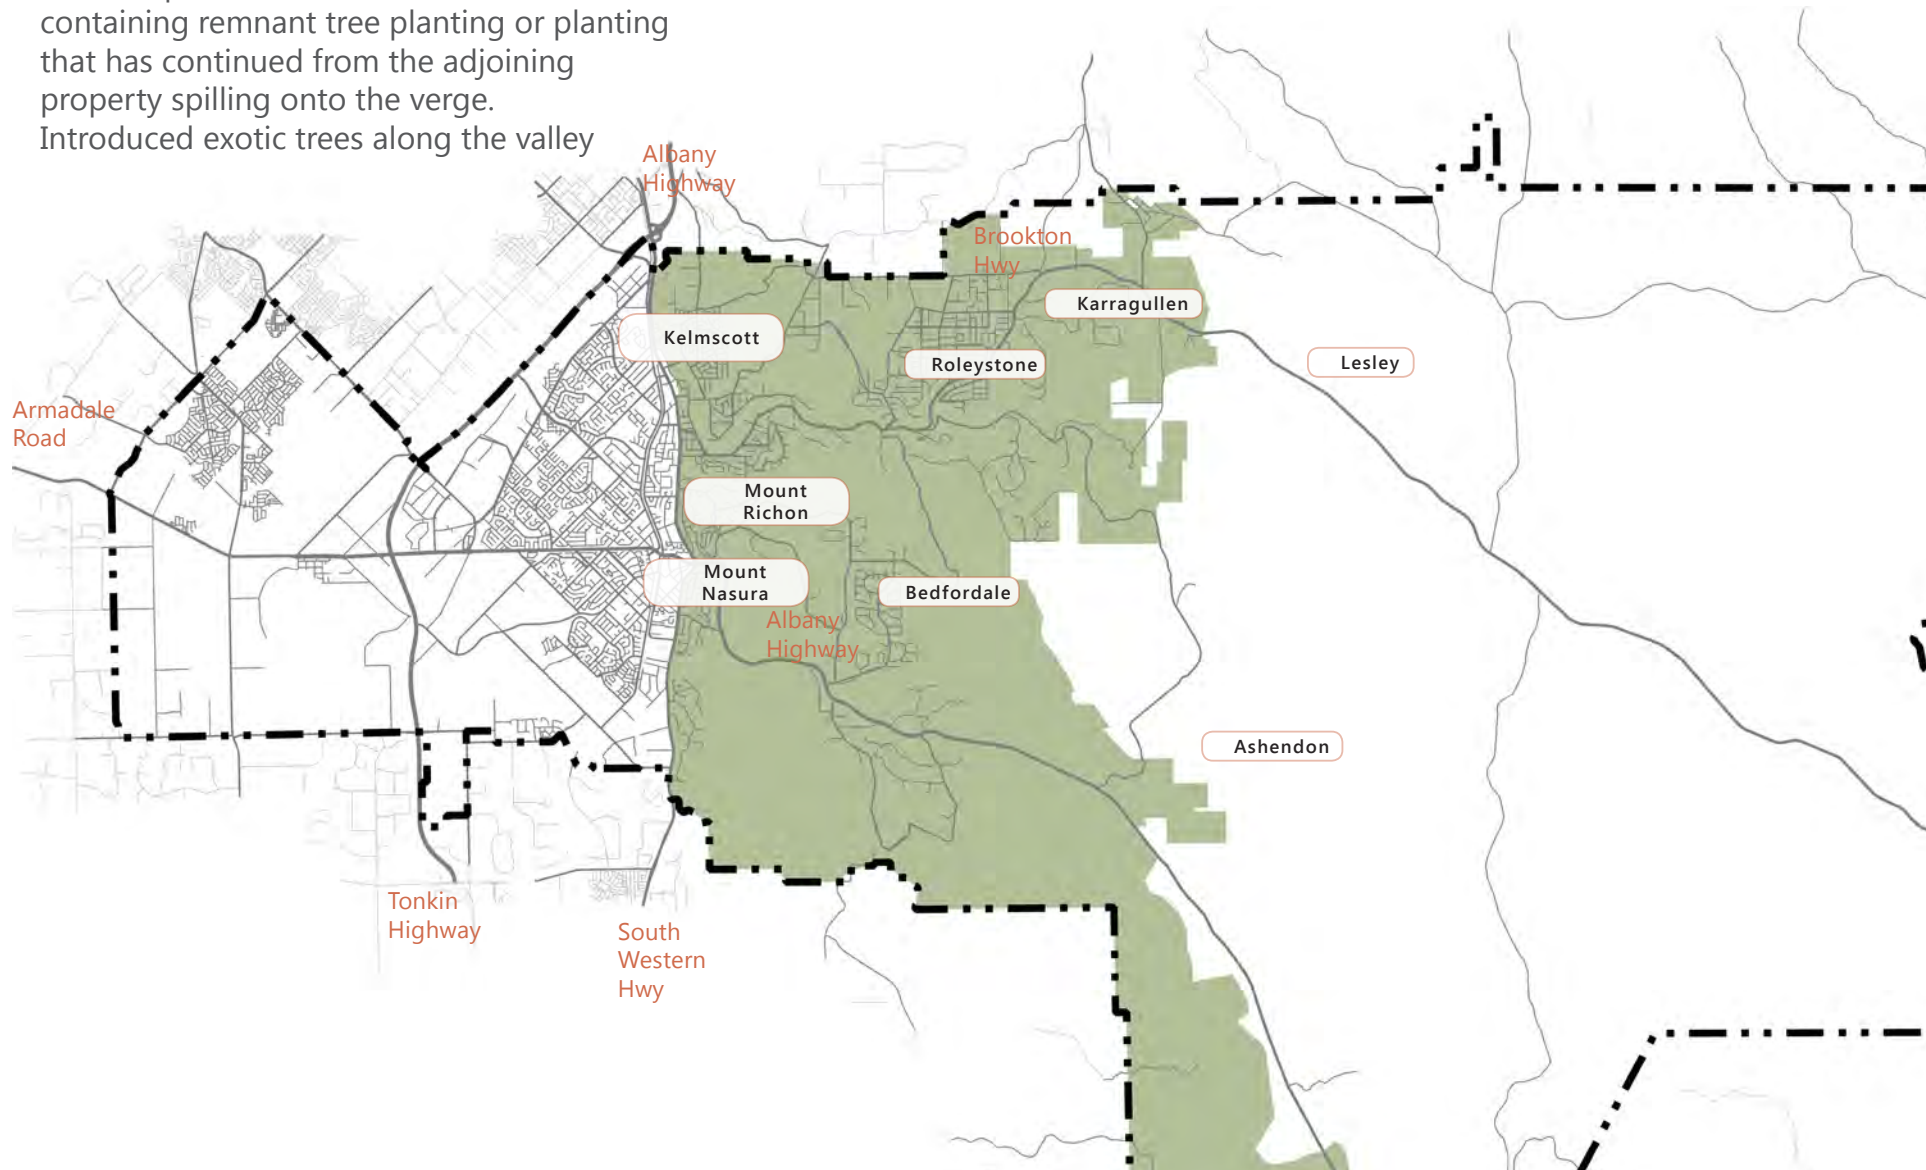 containing remnant tree planting or planting
that has continued from the adjoining
property spilling onto the verge.
Introduced exotic trees along the valley
Albany
Highway
Brookton
Hwy
Karragullen
Kelmscott
Roleystone
Lesley
Armadale
Road
Mount
Richon
Mount
Nasura
Bedfordale
Albany
Highway
Ashendon
Tonkin
Highway
South
Western
Hwy